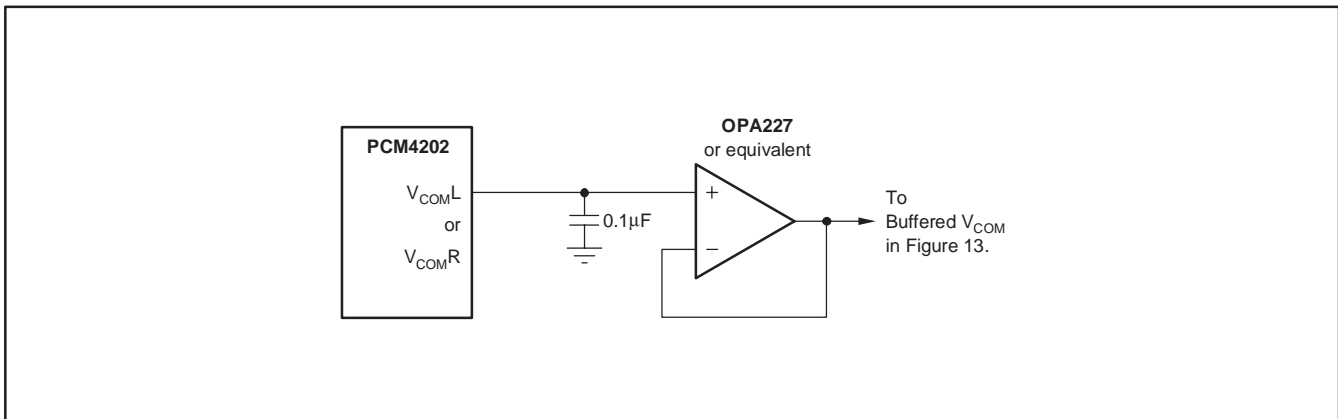 PCM4202
V_COM L
or
V_COM R
0.1µF
OPA227
or equivalent
+
−
To
Buffered V_COM
in Figure 13.